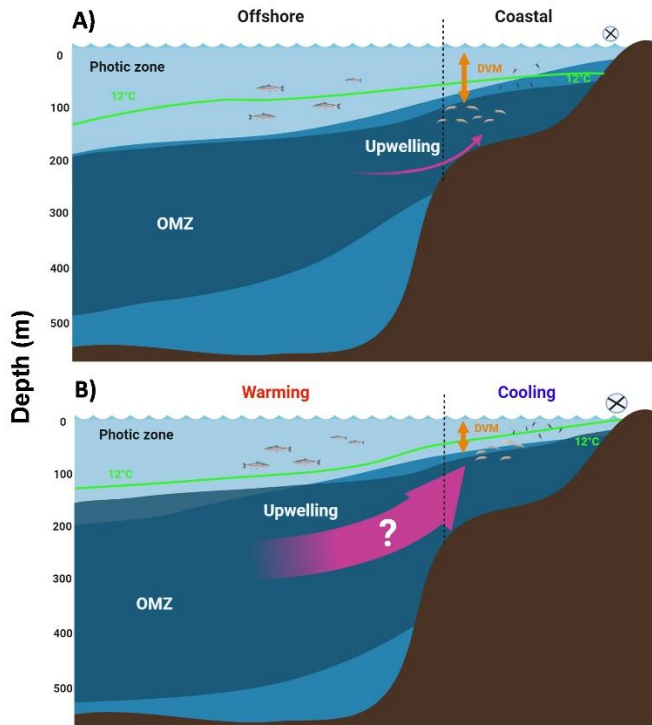 A)
Offshore
Coastal
0
Photic zone
DVM
12°C
12°C
100
Upwelling
200
OMZ
300
400
500
Depth (m)
B)
Warming
Cooling
0
Photic zone
DVM
12°C
12°C
100
Upwelling
200
?
300
OMZ
400
500